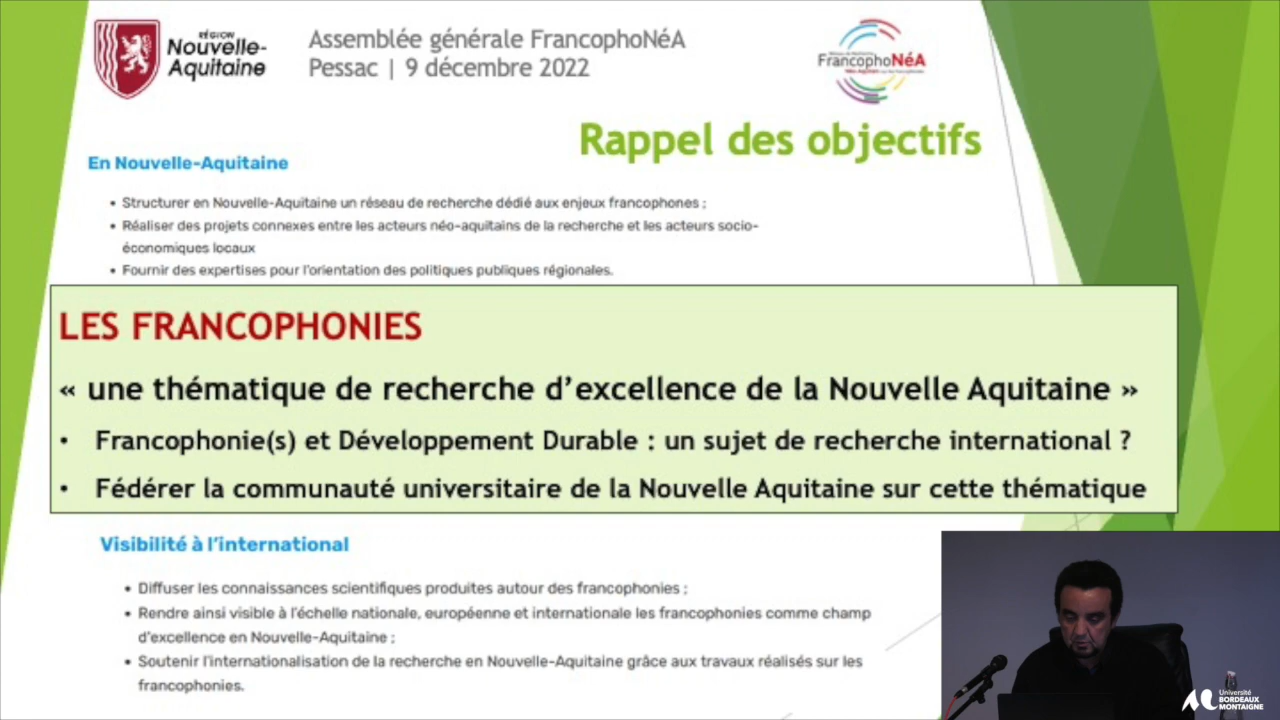 RÉGION
Nouvelle-
Aquitaine
Assemblée générale FrancophoNéA
Pessac | 9 décembre 2022
Réseau de Recherche
FrancophoNéA
Rappel des objectifs
En Nouvelle-Aquitaine
• Structurer en Nouvelle-Aquitaine un réseau de recherche dédié aux enjeux francophones ;
• Réaliser des projets connexes entre les acteurs néo-aquitains de la recherche et les acteurs socio-
économiques locaux
• Fournir des expertises pour l'orientation des politiques publiques régionales.
LES FRANCOPHONIES
« une thématique de recherche d'excellence de la Nouvelle Aquitaine »
• Francophonie(s) et Développement Durable : un sujet de recherche international ?
• Fédérer la communauté universitaire de la Nouvelle Aquitaine sur cette thématique
Visibilité à l'international
• Diffuser les connaissances scientifiques produites autour des francophonies ;
• Rendre ainsi visible à l'échelle nationale, européenne et internationale les francophonies comme champ
d'excellence en Nouvelle-Aquitaine ;
• Soutenir l'internationalisation de la recherche en Nouvelle-Aquitaine grâce aux travaux réalisés sur les
francophonies.
Université
BORDEAUX
MONTAIGNE